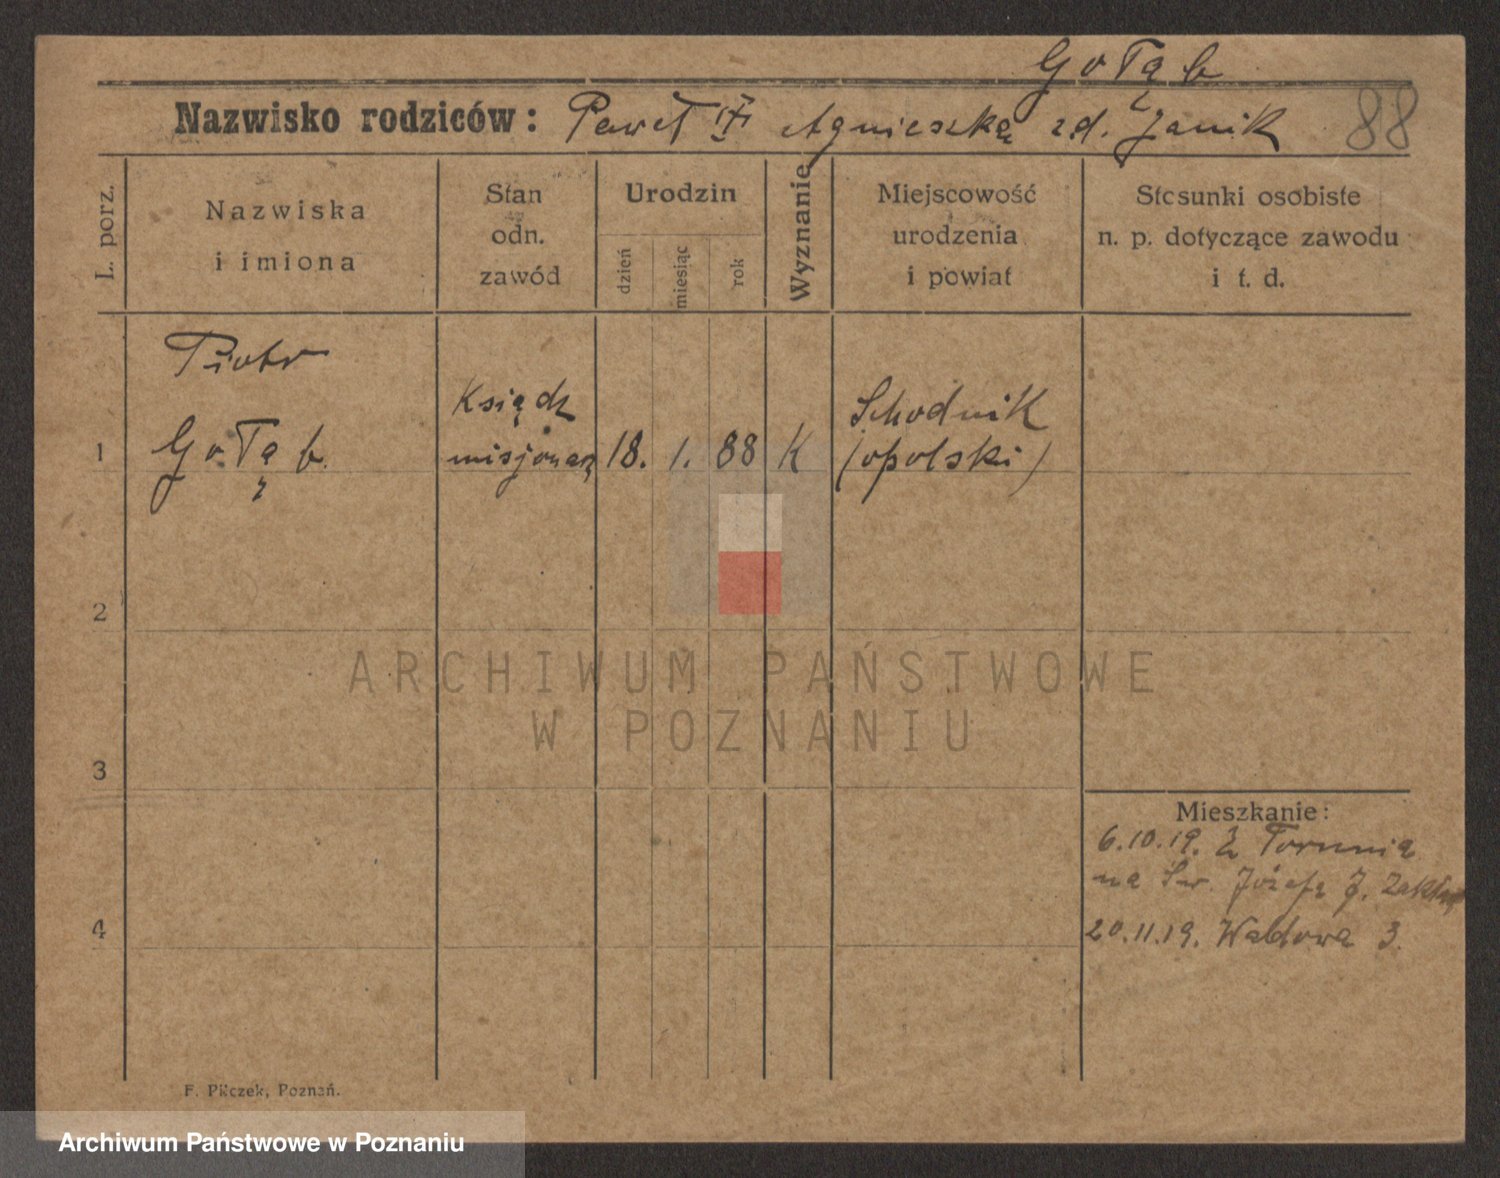 Gołąb
Nazwisko rodziców: Paweł Agnieszka zd. Janik 88
L. porz.
Nazwiska
i imiona
Stan
odn.
zawód
Urodzin
dzień
miesiąc
rok
Wyznanie
Miejscowość
urodzenia
i powiat
Stosunki osobiste
n. p. dotyczące zawodu
i t. d.
Piotr
Ksiądz
Schodnik
1 Gołąb misjonarz 18. 1. 88 K (opolski)
2
ARCHIWUM PAŃSTWOWE
W POZNANIU
3
Mieszkanie:
6.10.19. Z Torunia
na Św. Józefa
4
20.11.19. 3.
F. Pilczek, Poznań.
Archiwum Państwowe w Poznaniu